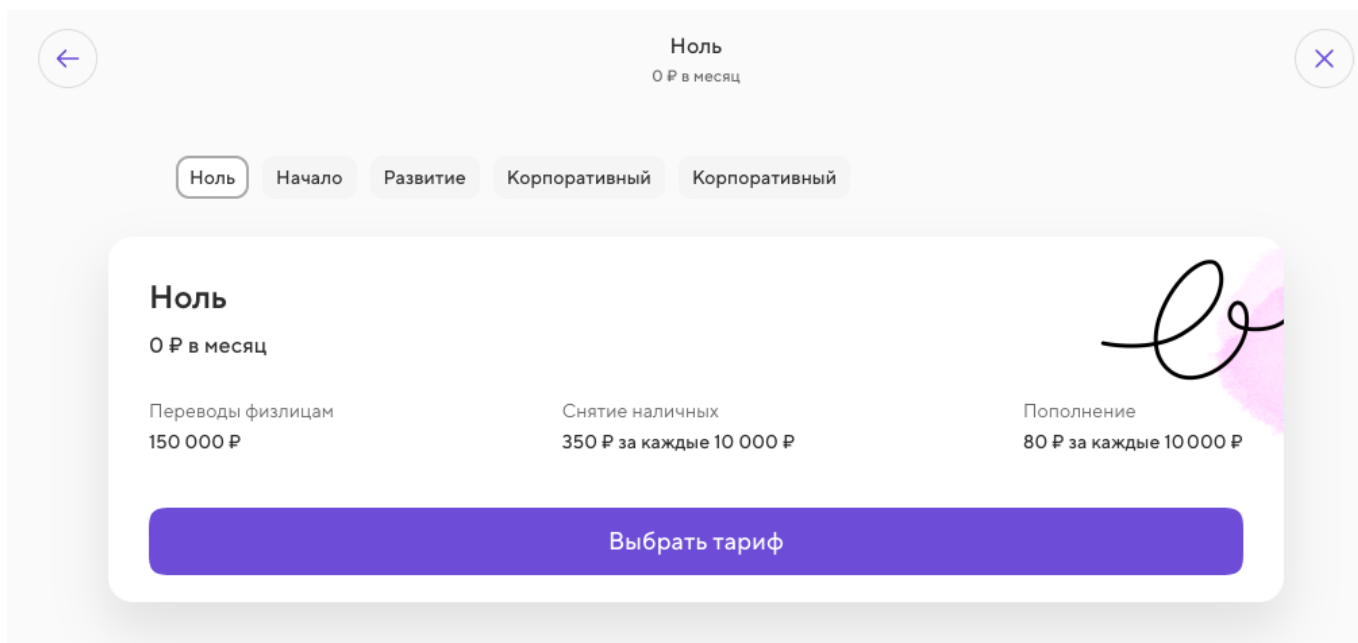 Ноль
0 ₽ в месяц
Ноль Начало Развитие Корпоративный Корпоративный
Ноль
0 ₽ в месяц
Переводы физлицам Снятие наличных Пополнение
150 000 ₽ 350 ₽ за каждые 10 000 ₽ 80 ₽ за каждые 10 000 ₽
Выбрать тариф